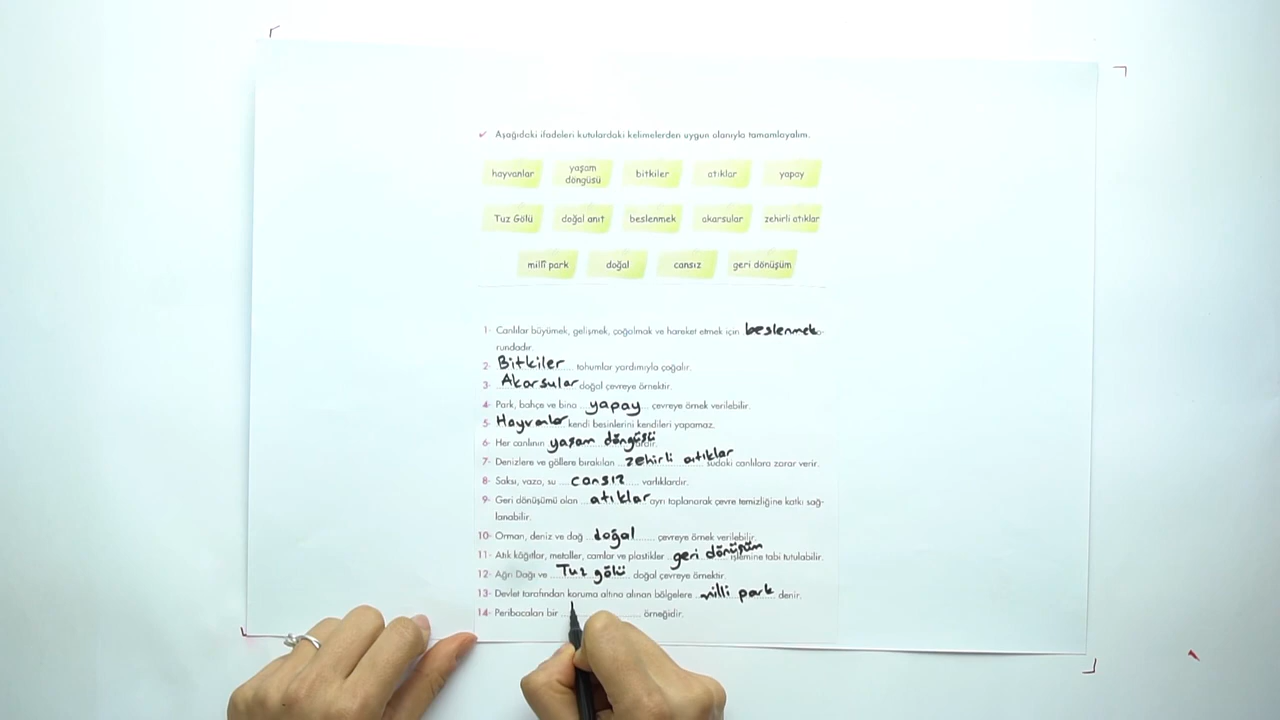 ✓ Aşağıdaki ifadeleri kutulardaki kelimelerden uygun olanıyla tamamlayalım.
hayvanlar yaşam döngüsü bitkiler atıklar yapay
Tuz Gölü doğal anıt beslenmek akarsular zehirli atıklar
millî park doğal cansız geri dönüşüm
1- Canlılar büyümek, gelişmek, çoğalmak ve hareket etmek için beslenmek o-
rundadır.
2- Bitkiler tohumlar yardımıyla çoğalır.
3- Akarsular doğal çevreye örnektir.
4- Park, bahçe ve bina yapay çevreye örnek verilebilir.
5- Hayvanlar kendi besinlerini kendileri yapamaz.
6- Her canlının yaşam döngüsü ardır.
7- Denizlere ve göllere bırakılan zehirli atıklar sudaki canlılara zarar verir.
8- Saksı, vazo, su cansız varlıklardır.
9- Geri dönüşümü olan atıklar ayrı toplanarak çevre temizliğine katkı sağ-
lanabilir.
10- Orman, deniz ve dağ doğal çevreye örnek verilebilir.
11- Atık kâğıtlar, metaller, camlar ve plastikler geri dönüşüm işlemine tabi tutulabilir.
12- Ağrı Dağı ve Tuz gölü doğal çevreye örnektir.
13- Devlet tarafından koruma altına alınan bölgelere milli park denir.
14- Peribacaları bir örneğidir.